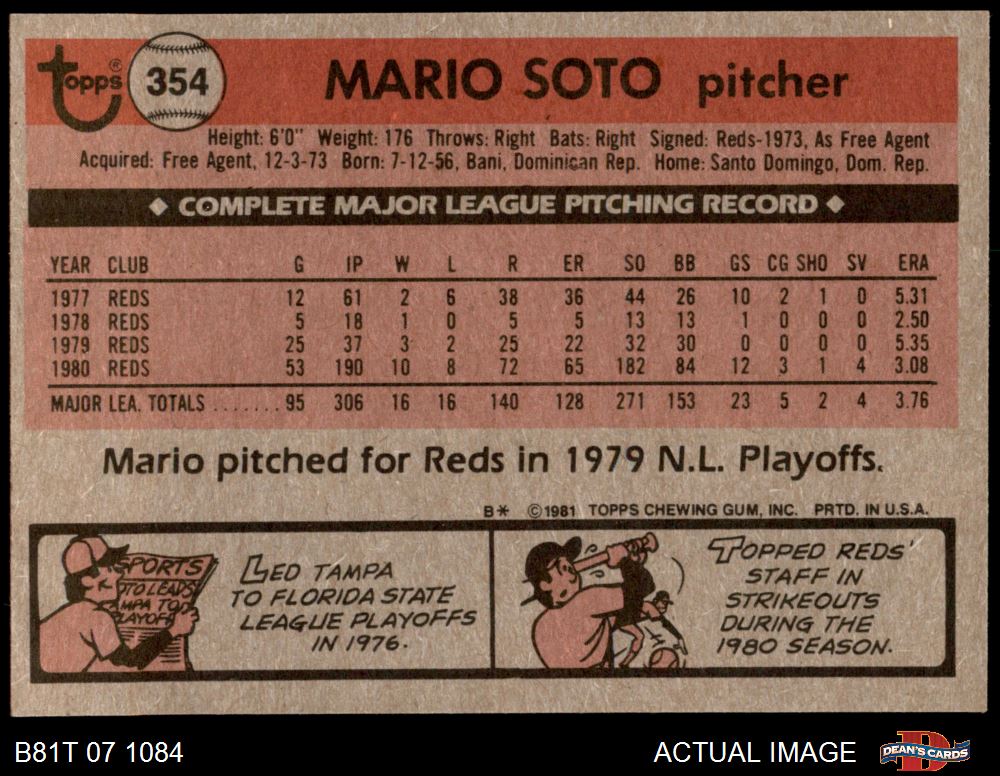 Topps® 354 MARIO SOTO pitcher
Height: 6'0" Weight: 176 Throws: Right Bats: Right Signed: Reds-1973, As Free Agent
Acquired: Free Agent, 12-3-73 Born: 7-12-56, Bani, Dominican Rep. Home: Santo Domingo, Dom. Rep.
◆ COMPLETE MAJOR LEAGUE PITCHING RECORD ◆
YEAR CLUB G IP W L R ER SO BB GS CG SHO SV ERA
1977 REDS 12 61 2 6 38 36 44 26 10 2 1 0 5.31
1978 REDS 5 18 1 0 5 5 13 13 1 0 0 0 2.50
1979 REDS 25 37 3 2 25 22 32 30 0 0 0 0 5.35
1980 REDS 53 190 10 8 72 65 182 84 12 3 1 4 3.08
MAJOR LEA. TOTALS ....... 95 306 16 16 140 128 271 153 23 5 2 4 3.76
Mario pitched for Reds in 1979 N.L. Playoffs.
B* ©1981 TOPPS CHEWING GUM, INC. PRTD. IN U.S.A.
SPORTS
OTO LEADS
AMPA TO
LAYOFF
LED TAMPA
TO FLORIDA STATE
LEAGUE PLAYOFFS
IN 1976.
TOPPED REDS'
STAFF IN
STRIKEOUTS
DURING THE
1980 SEASON.
B81T 07 1084 ACTUAL IMAGE DEAN'S CARDS